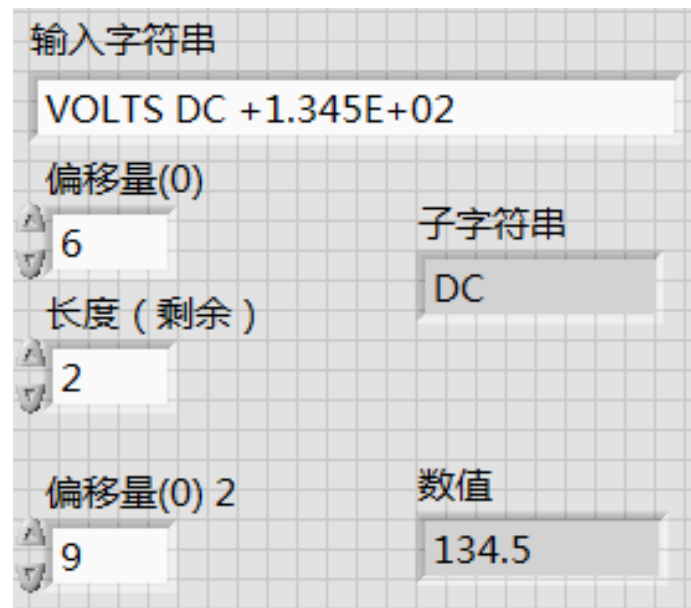 输入字符串
VOLTS DC +1.345E+02
偏移量(0)
6
子字符串
DC
长度（剩余）
2
偏移量(0) 2
9
数值
134.5